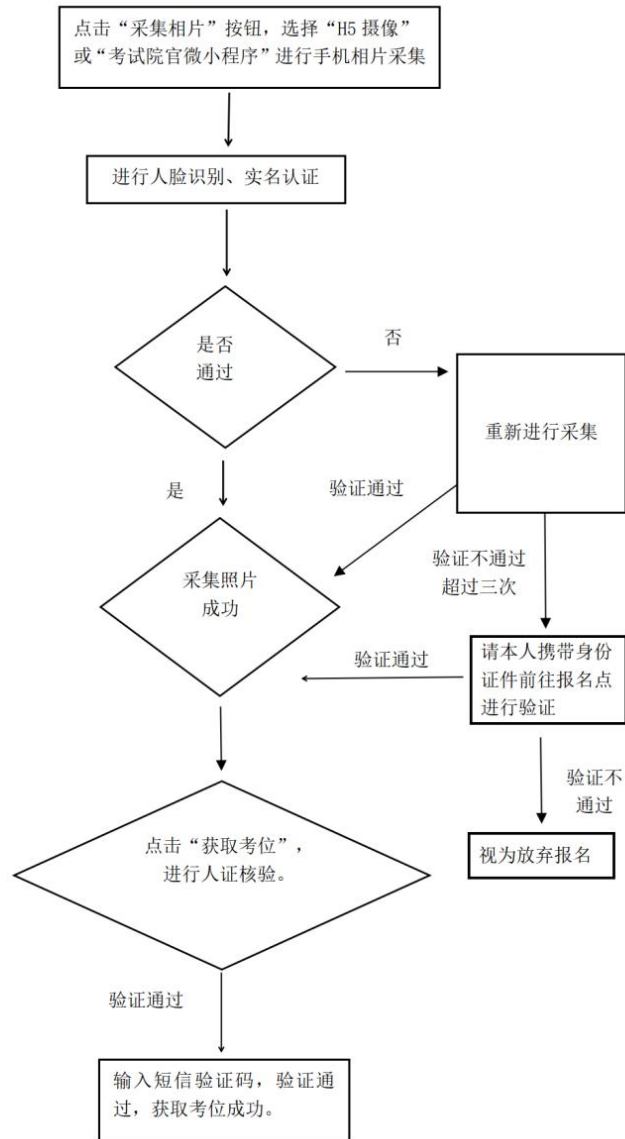 点击“采集相片”按钮，选择“H5 摄像”
或“考试院官微小程序”进行手机相片采集
进行人脸识别、实名认证
是否
通过
否
重新进行采集
是
验证通过
采集照片
成功
验证不通过
超过三次
验证通过
请本人携带身份
证件前往报名点
进行验证
点击“获取考位”，
进行人证核验。
验证不
通过
视为放弃报名
验证通过
输入短信验证码，验证通
过，获取考位成功。